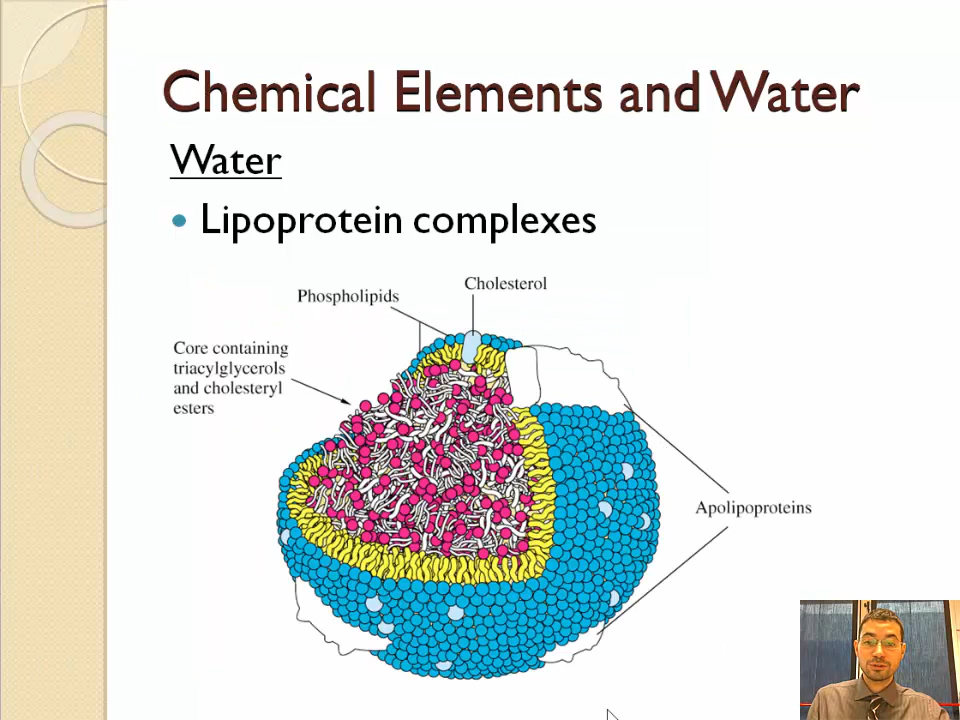 Chemical Elements and Water
Water
Lipoprotein complexes
Cholesterol
Phospholipids
Core containing
triacylglycerols
and cholesteryl
esters
Apolipoproteins